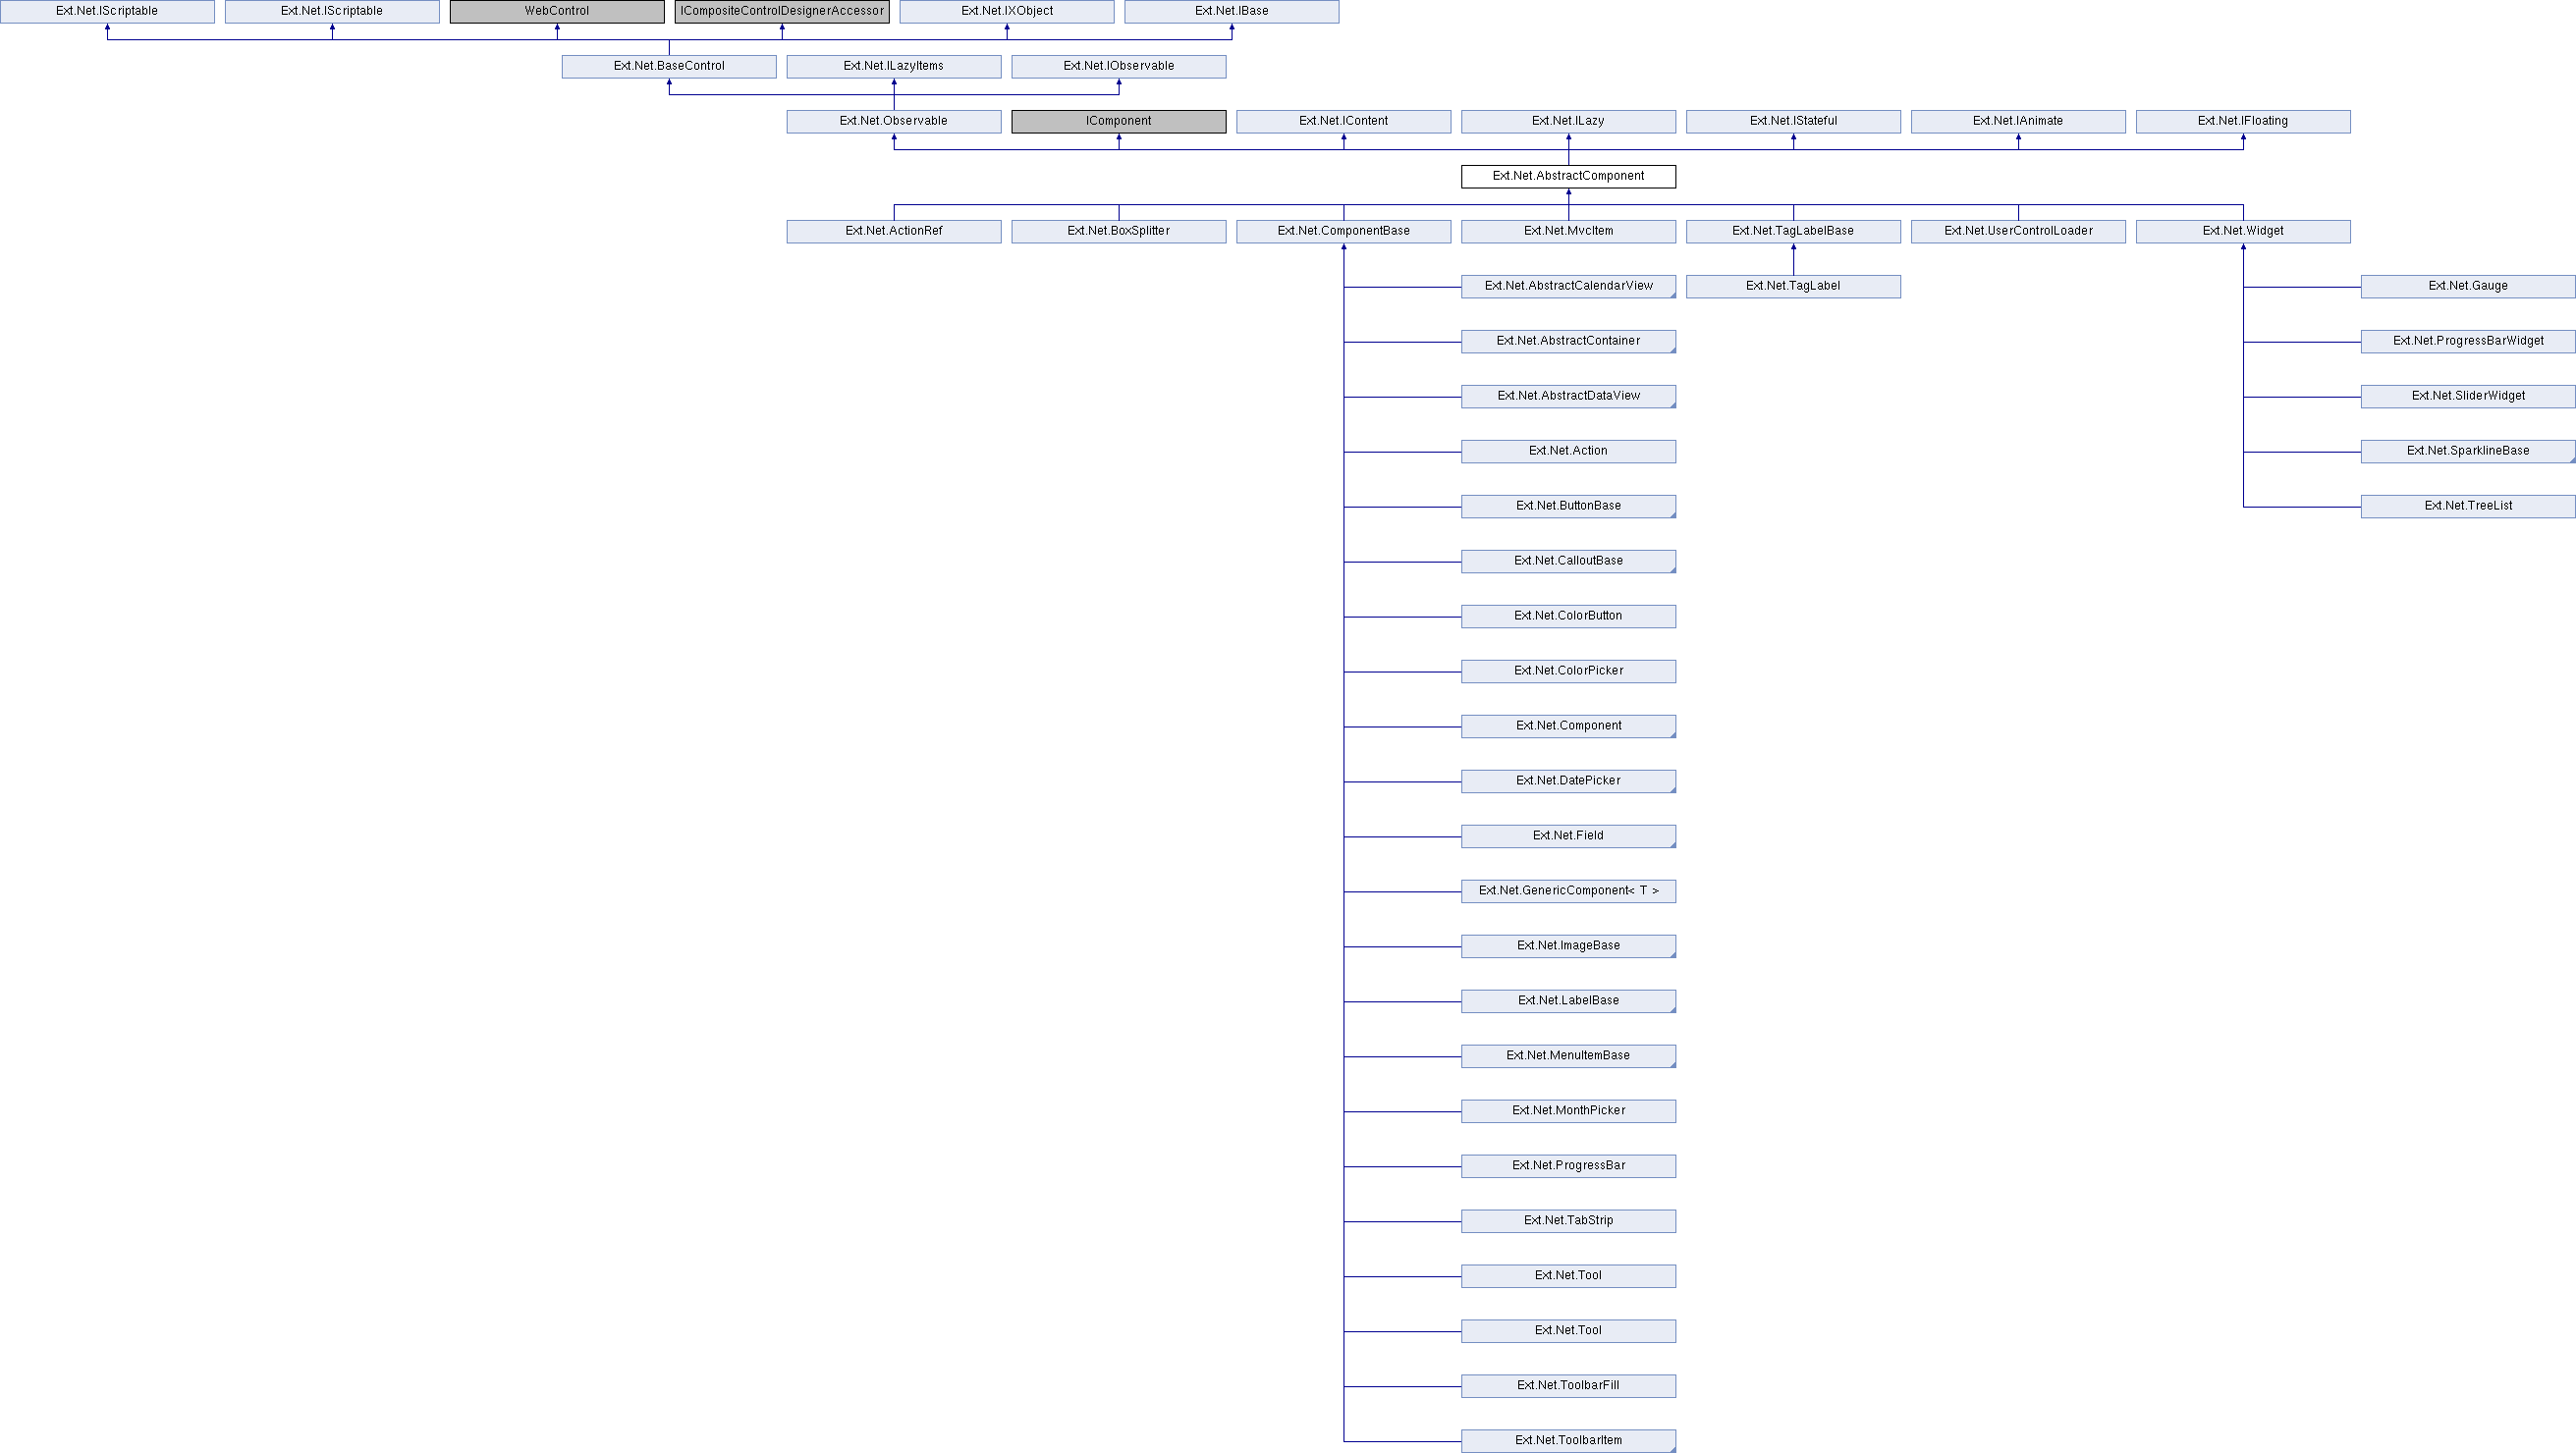 Ext.Net.IScriptable
Ext.Net.IScriptable
WebControl
ICompositeControlDesignerAccessor
Ext.Net.IXObject
Ext.Net.IBase
Ext.Net.BaseControl
Ext.Net.ILazyItems
Ext.Net.IObservable
Ext.Net.Observable
IComponent
Ext.Net.IContent
Ext.Net.ILazy
Ext.Net.IStateful
Ext.Net.IAnimate
Ext.Net.IFloating
Ext.Net.AbstractComponent
Ext.Net.ActionRef
Ext.Net.BoxSplitter
Ext.Net.ComponentBase
Ext.Net.MvcItem
Ext.Net.TagLabelBase
Ext.Net.UserControlLoader
Ext.Net.Widget
Ext.Net.AbstractCalendarView
Ext.Net.TagLabel
Ext.Net.Gauge
Ext.Net.AbstractContainer
Ext.Net.ProgressBarWidget
Ext.Net.AbstractDataView
Ext.Net.SliderWidget
Ext.Net.Action
Ext.Net.SparklineBase
Ext.Net.ButtonBase
Ext.Net.TreeList
Ext.Net.CalloutBase
Ext.Net.ColorButton
Ext.Net.ColorPicker
Ext.Net.Component
Ext.Net.DatePicker
Ext.Net.Field
Ext.Net.GenericComponent< T >
Ext.Net.ImageBase
Ext.Net.LabelBase
Ext.Net.MenuItemBase
Ext.Net.MonthPicker
Ext.Net.ProgressBar
Ext.Net.TabStrip
Ext.Net.Tool
Ext.Net.Tool
Ext.Net.ToolbarFill
Ext.Net.ToolbarItem